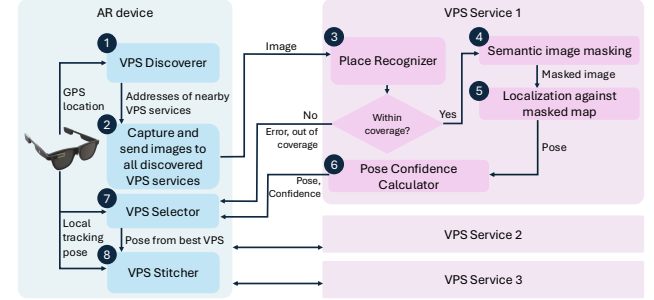 AR device
VPS Service 1
1
VPS Discoverer
GPS
location
Addresses of nearby
VPS services
2
Capture and
send images to
all discovered
VPS services
Image
3
Place Recognizer
Within
coverage?
No
Error, out of
coverage
Yes
4
Semantic image masking
Masked image
5
Localization against
masked map
Pose
6
Pose Confidence
Calculator
Pose,
Confidence
7
VPS Selector
Local
tracking
pose
Pose from best VPS
8
VPS Stitcher
VPS Service 2
VPS Service 3